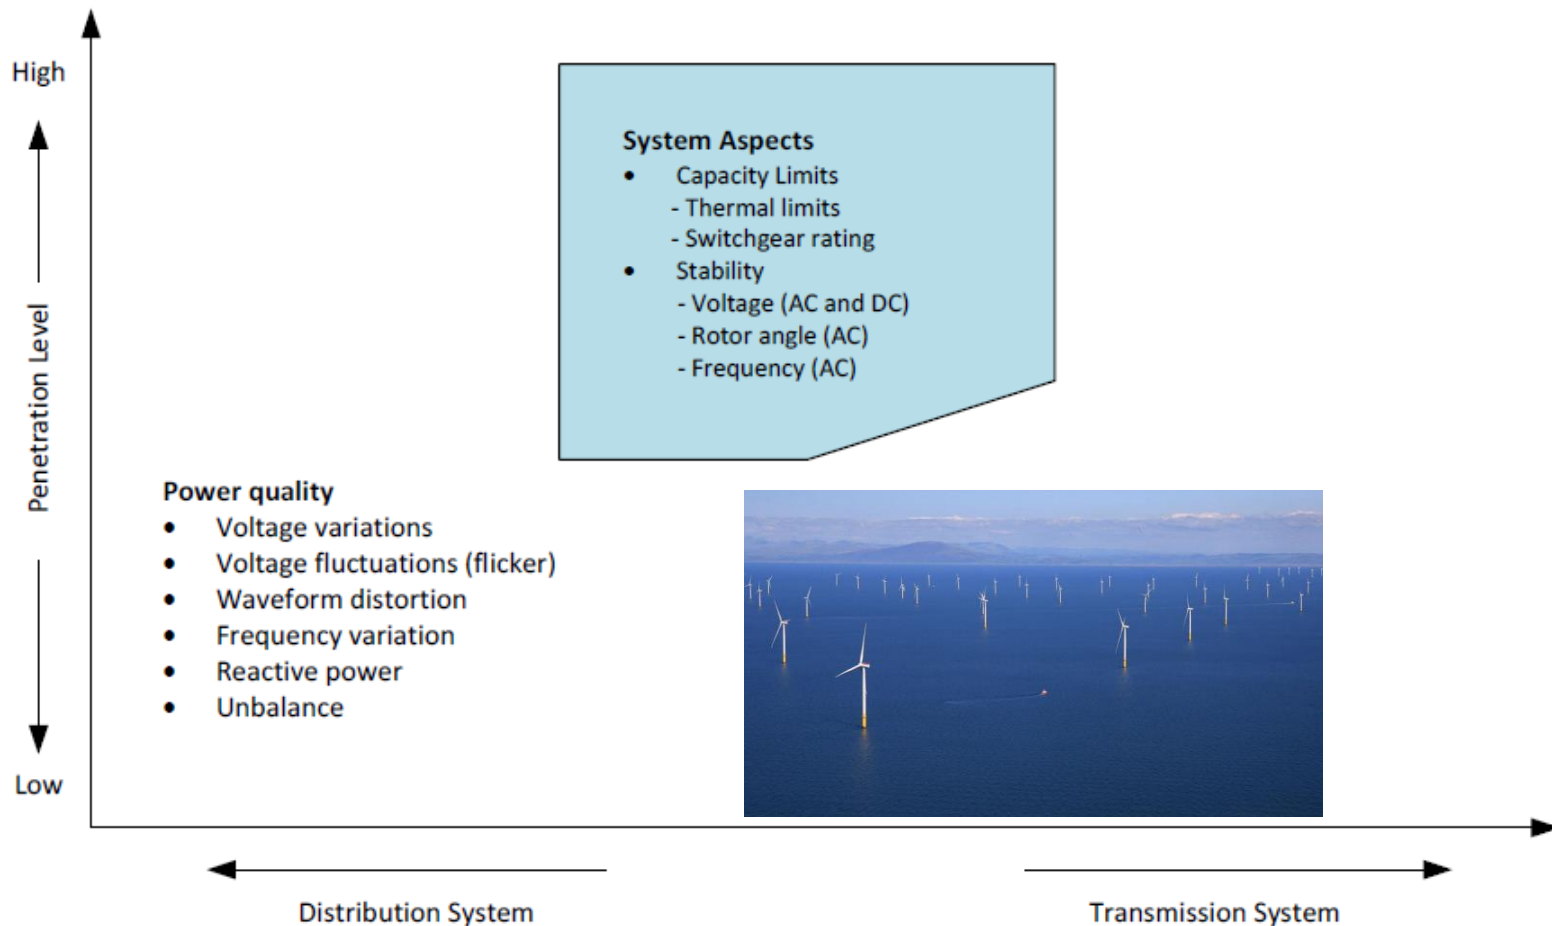 High
Penetration Level
Low
System Aspects
• Capacity Limits
- Thermal limits
- Switchgear rating
• Stability
- Voltage (AC and DC)
- Rotor angle (AC)
- Frequency (AC)
Power quality
• Voltage variations
• Voltage fluctuations (flicker)
• Waveform distortion
• Frequency variation
• Reactive power
• Unbalance
Distribution System
Transmission System